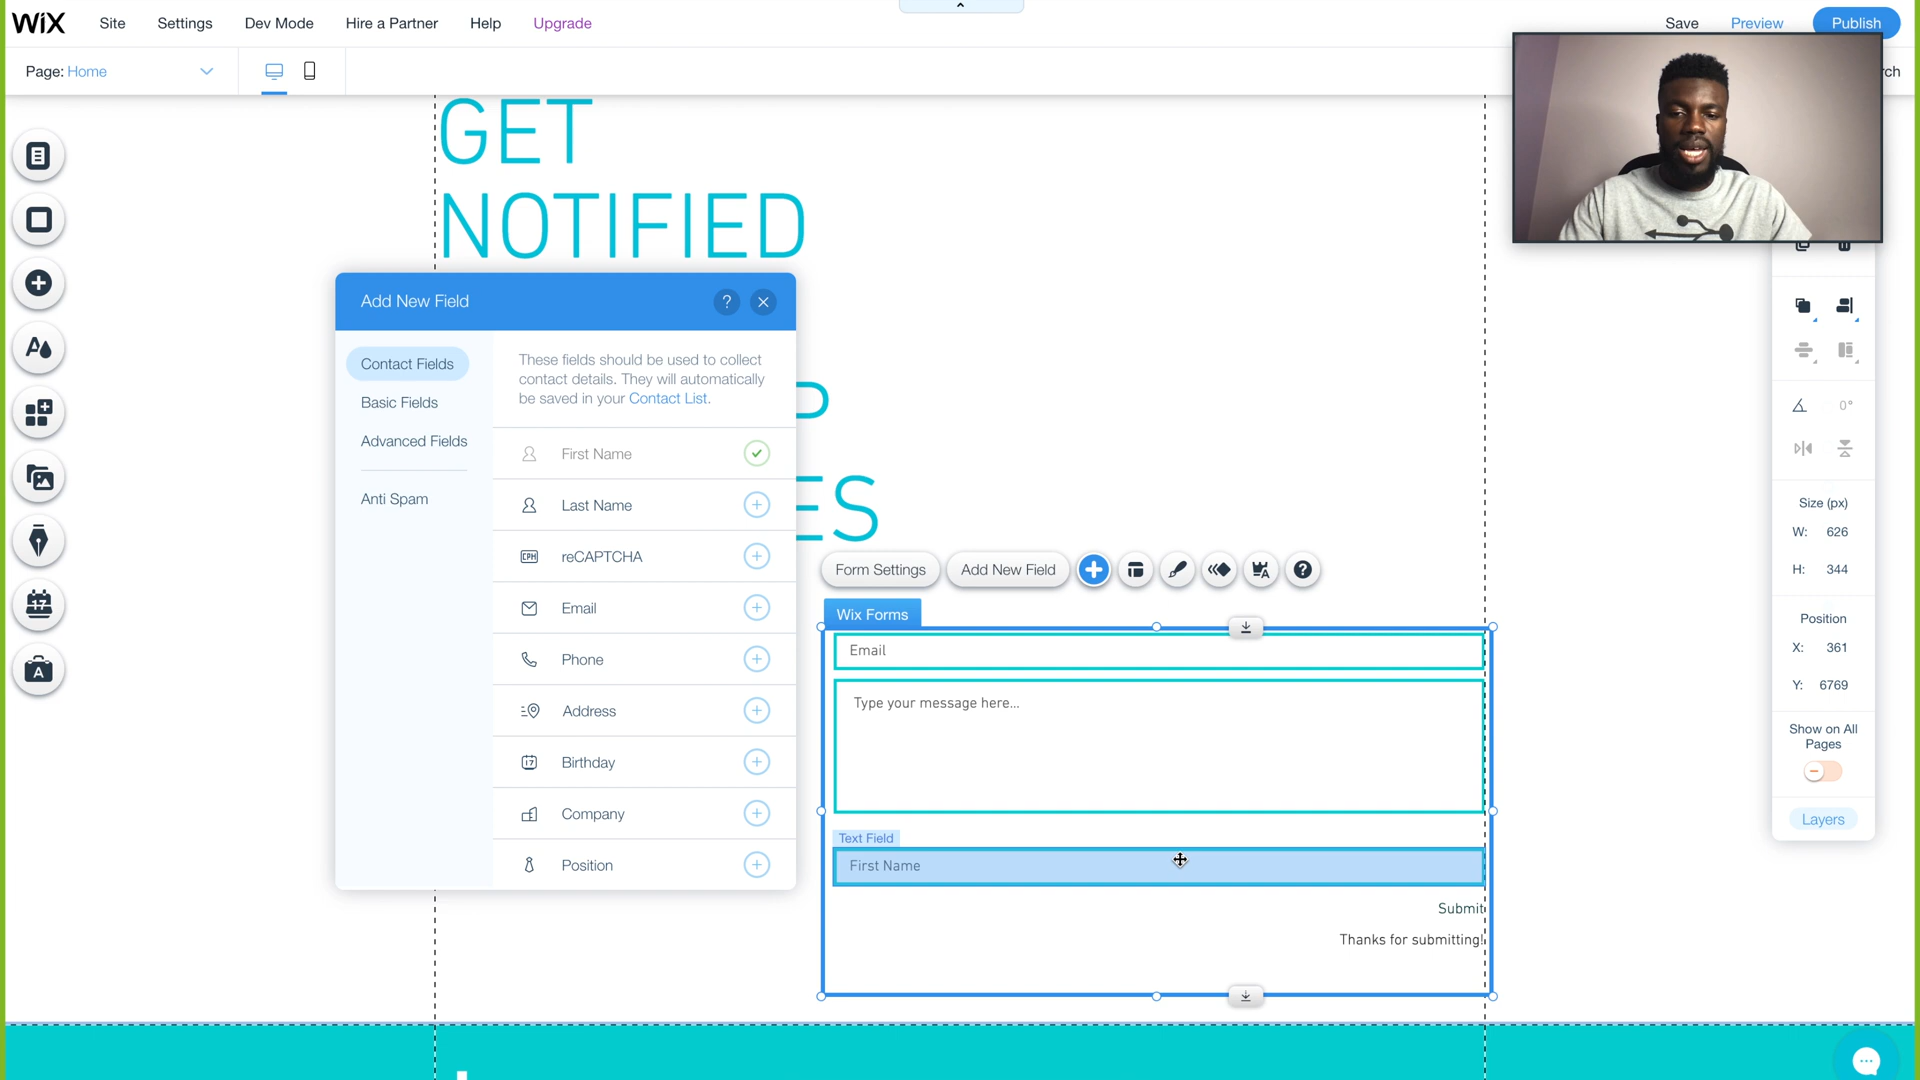 WiX
Site
Settings
Dev Mode
Hire a Partner
Help
Upgrade
Save
Preview
Publish
Page: Home
rch
GET
NOTIFIED
P
ES
Add New Field
?
Contact Fields
Basic Fields
Advanced Fields
Anti Spam
These fields should be used to collect
contact details. They will automatically
be saved in your Contact List.
First Name
Last Name
CPH
reCAPTCHA
Email
Phone
Address
17
Birthday
Company
Position
Form Settings
Add New Field
?
Wix Forms
Email
Type your message here...
Text Field
First Name
Submit
Thanks for submitting!
0°
Size (px)
W: 626
H: 344
Position
X: 361
Y: 6769
Show on All
Pages
Layers
A
17
A